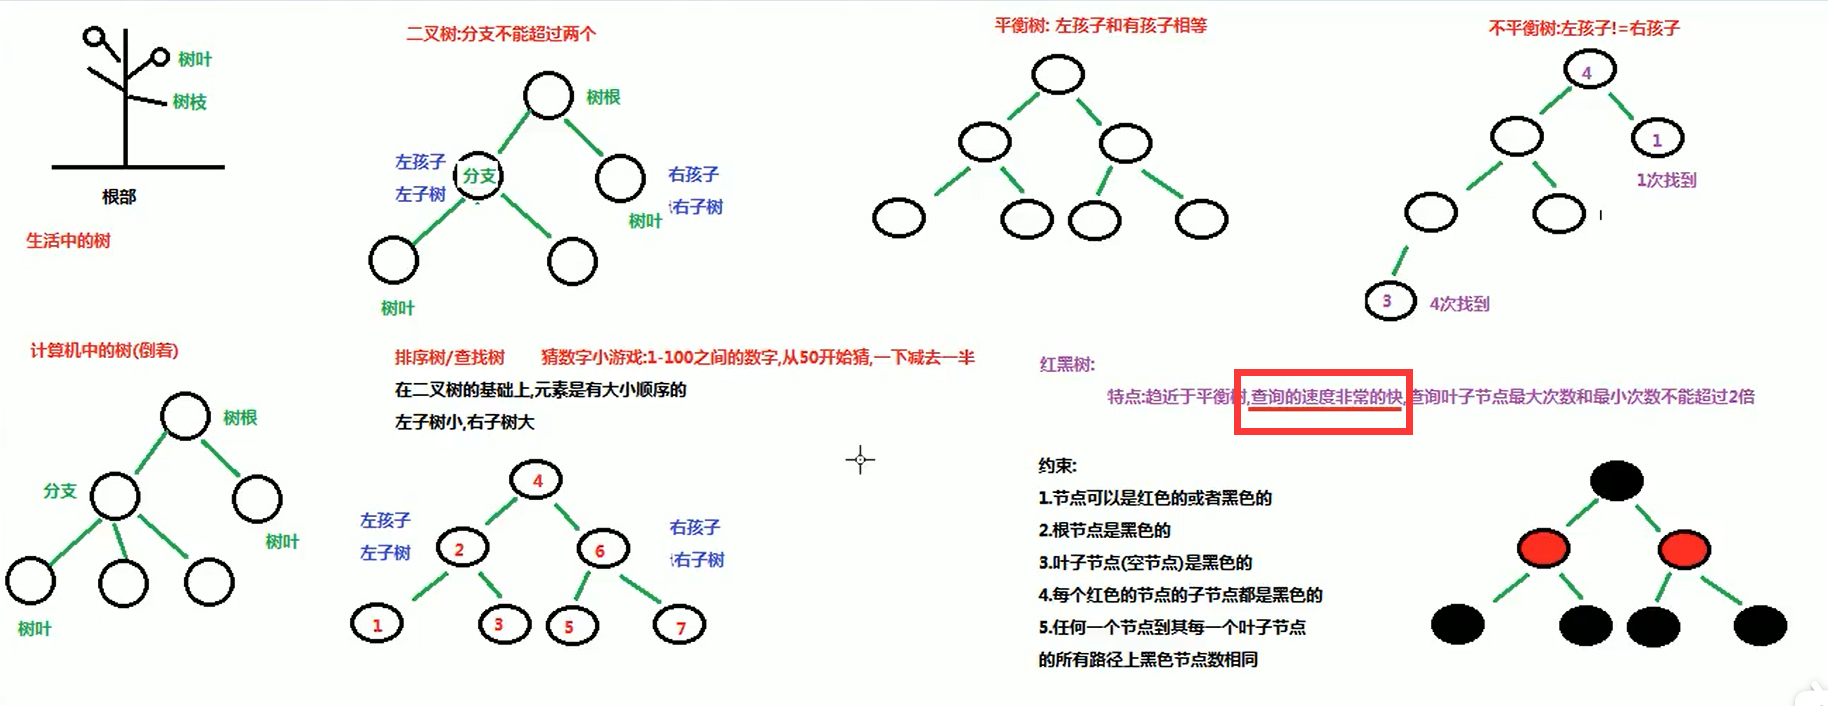 树叶
树枝
根部
生活中的树
二叉树:分支不能超过两个
树根
左孩子
左子树
分支
右孩子
右子树
树叶
树叶
平衡树: 左孩子和有孩子相等
不平衡树:左孩子!=右孩子
4
1
1次找到
3
4次找到
计算机中的树(倒着)
树根
分支
树叶
树叶
排序树/查找树 猜数字小游戏:1-100之间的数字,从50开始猜,一下减去一半
在二叉树的基础上,元素是有大小顺序的
左子树小,右子树大
4
左孩子
左子树
2
6
右孩子
右子树
1
3
5
7
红黑树:
特点:趋近于平衡树,查询的速度非常的快,查询叶子节点最大次数和最小次数不能超过2倍
约束:
1.节点可以是红色的或者黑色的
2.根节点是黑色的
3.叶子节点(空节点)是黑色的
4.每个红色的节点的子节点都是黑色的
5.任何一个节点到其每一个叶子节点
的所有路径上黑色节点数相同